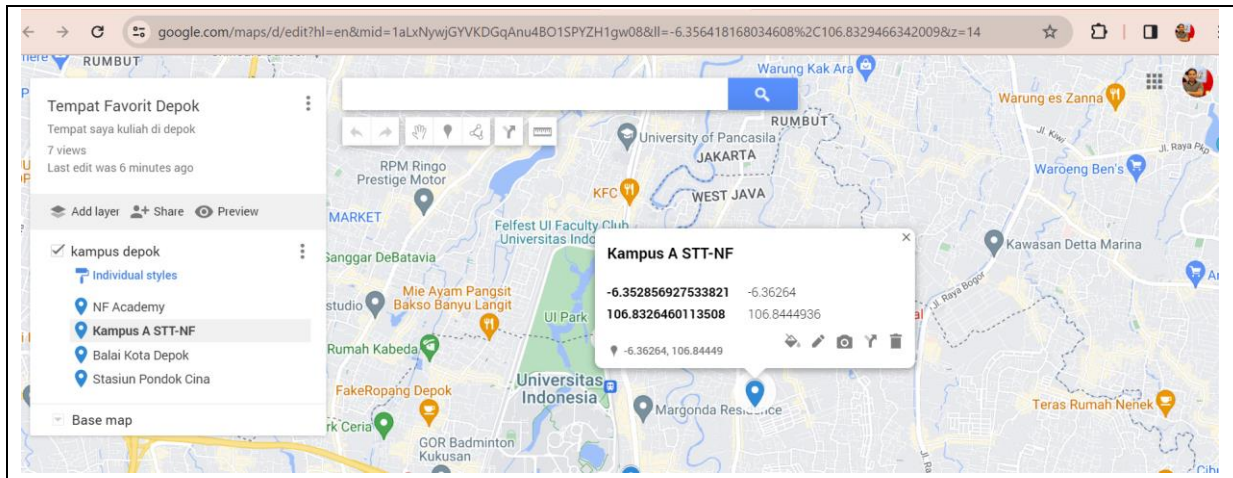 google.com/maps/d/edit?hl=en&mid=1aLxNywjGYVKDGqAnu4BO1SPYZH1gw08&ll=-6.356418168034608%2C106.8329466342009&z=14
RUMBUT
Warung Kak Ara
Tempat Favorit Depok
Tempat saya kuliah di depok
7 views
Last edit was 6 minutes ago
Add layer
Share
Preview
kampus depok
Individual styles
NF Academy
Kampus A STT-NF
Balai Kota Depok
Stasiun Pondok Cina
Base map
Warung es Zanna
RUMBUT
University of Pancasila
JAKARTA
WEST JAVA
Jl. Raya
Waroeng Ben's
RPM Ringo
Prestige Motor
KFC
MARKET
Felfest UI Faculty Club
Universitas Indo
Sanggar DeBatavia
Kampus A STT-NF
-6.352856927533821 -6.36264
106.8326460113508 106.8444936
-6.36264, 106.84449
Kawasan Detta Marina
Jl. Raya Bogor
Mie Ayam Pangsit
Bakso Banyu Langit
studio
UI Park
Rumah Kabeda
Universitas
Indonesia
FakeRopang Depok
Margonda Res
Teras Rumah Nenek
rk Ceria
GOR Badminton
Kukusan